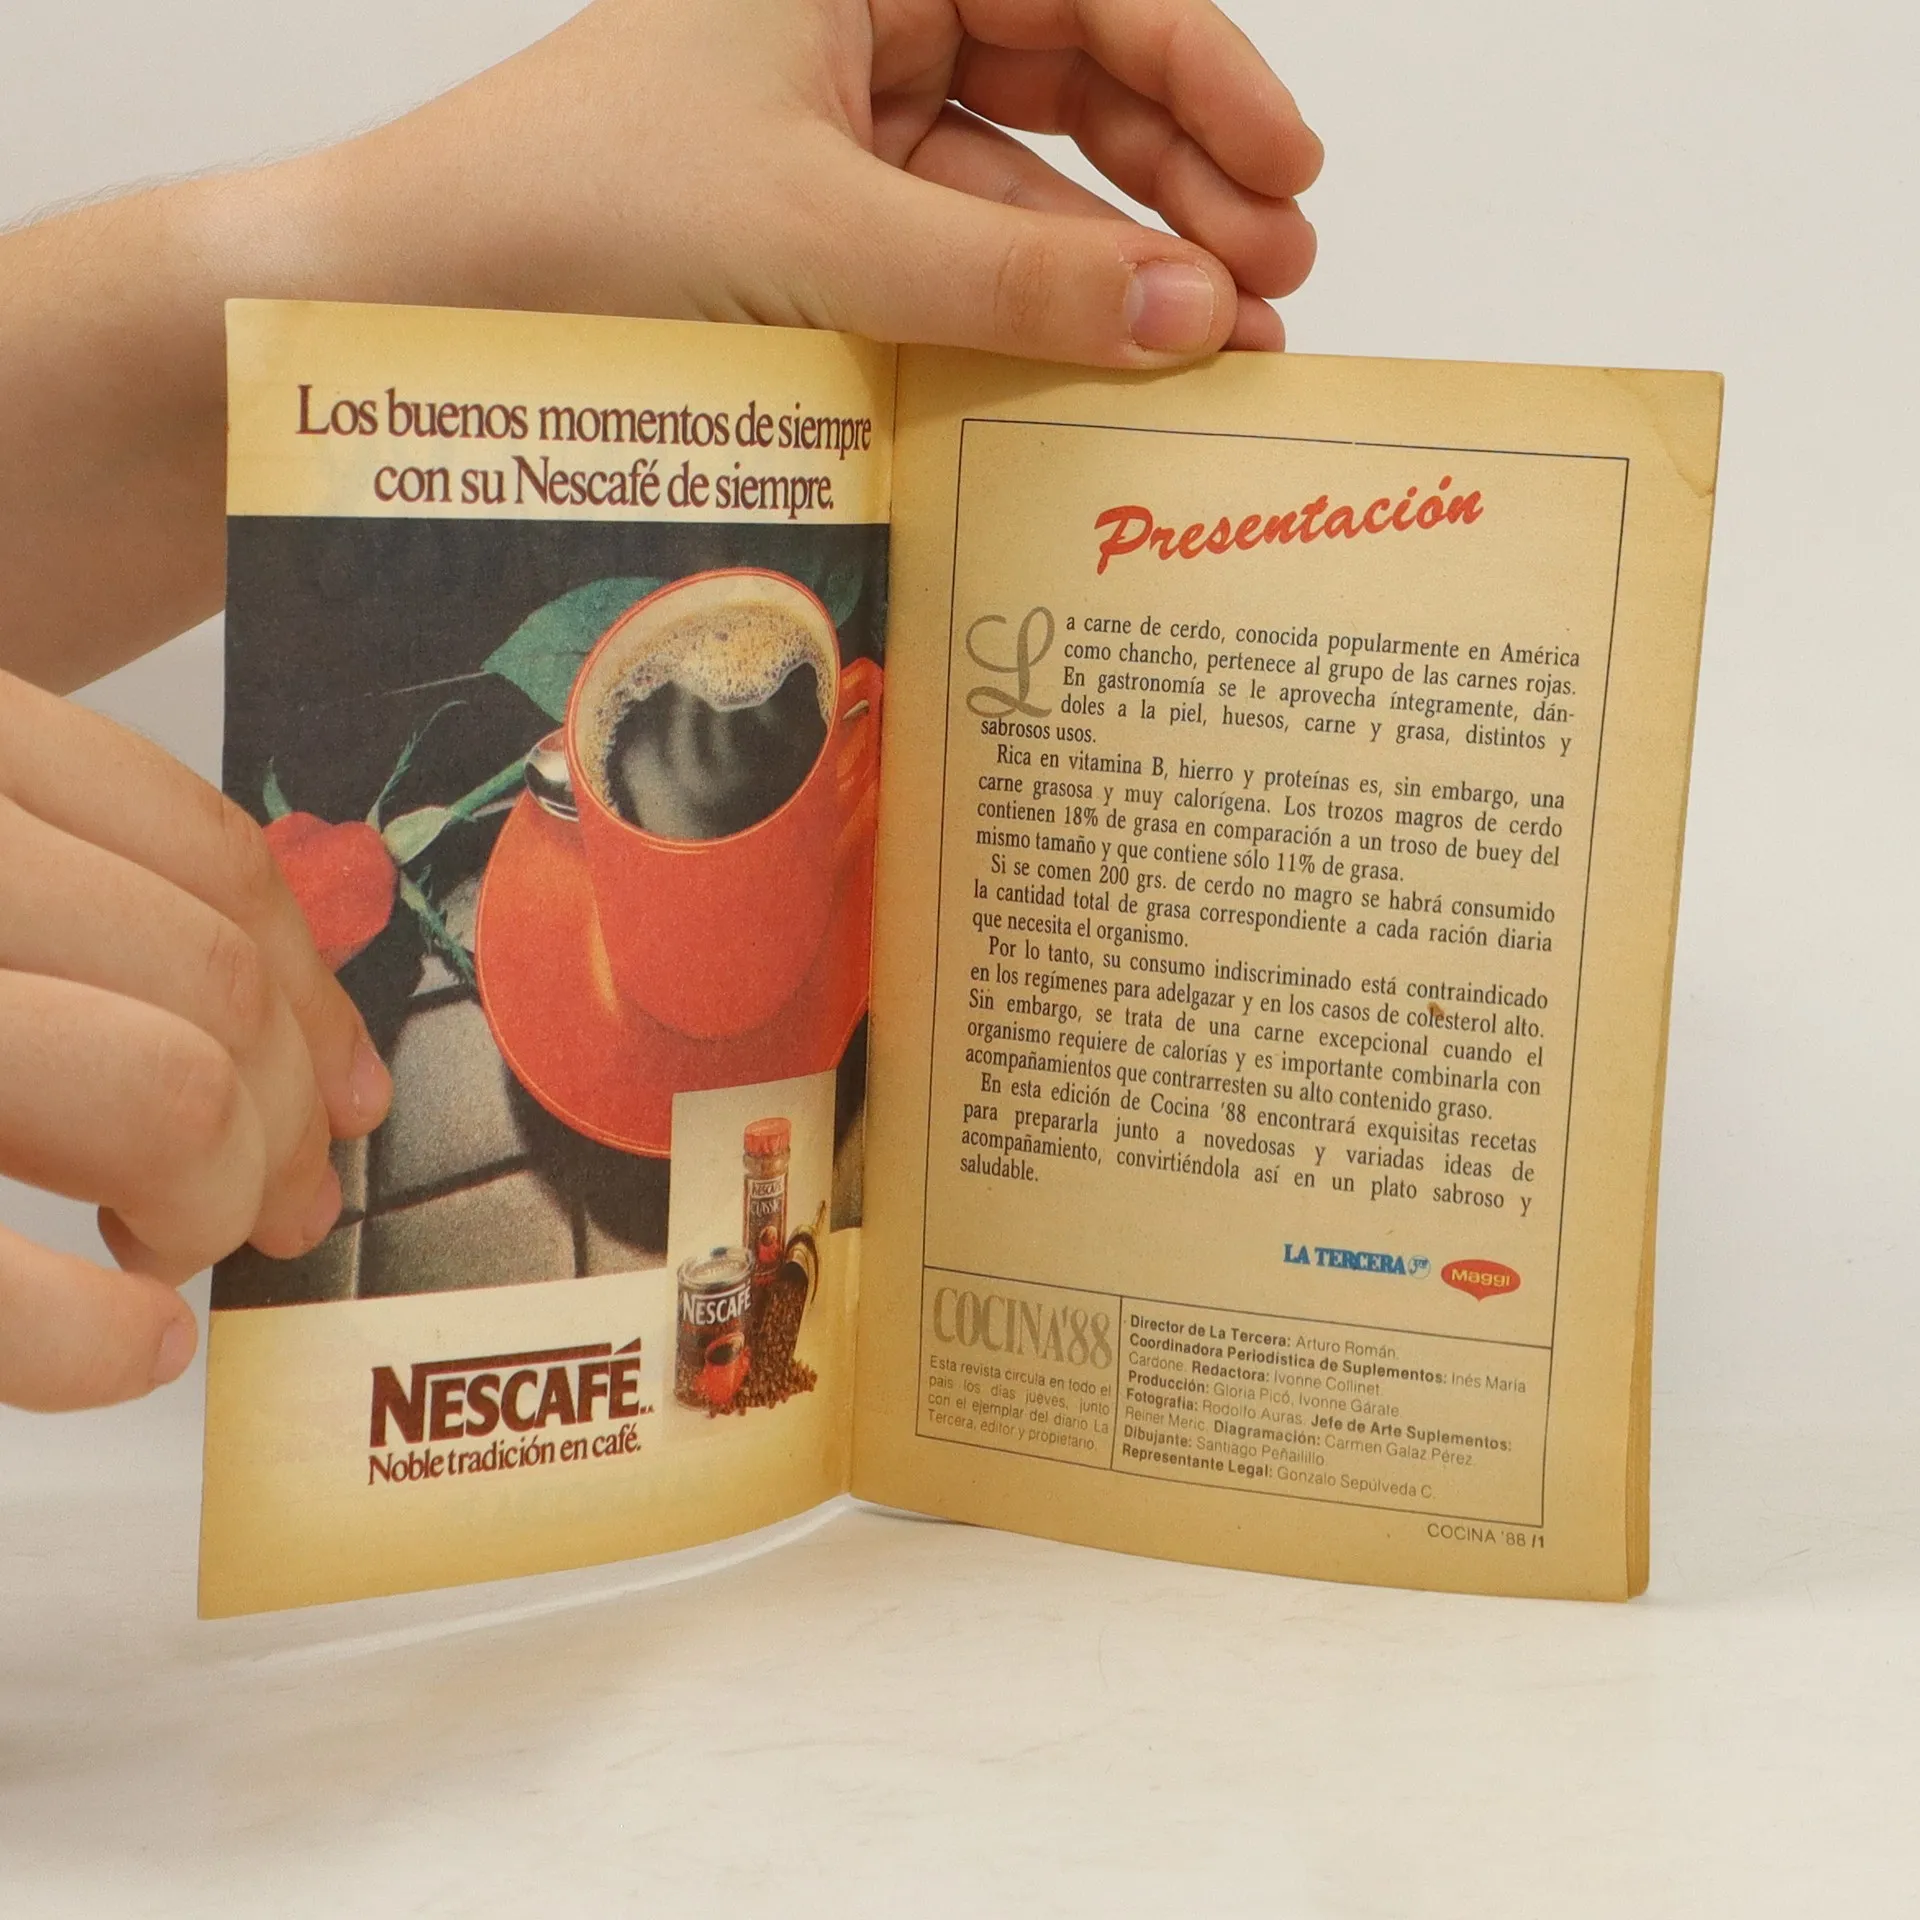 Los buenos momentos de siempre
con su Nescafé de siempre.
NESCAFÉ
CLASSIC
NESCAFÉ
NESCAFÉ M.R.
Noble tradición en café.
Presentación
La carne de cerdo, conocida popularmente en América
como chancho, pertenece al grupo de las carnes rojas.
En gastronomía se le aprovecha íntegramente, dán-
doles a la piel, huesos, carne y grasa, distintos y
sabrosos usos.
Rica en vitamina B, hierro y proteínas es, sin embargo, una
carne grasosa y muy calorígena. Los trozos magros de cerdo
contienen 18% de grasa en comparación a un troso de buey del
mismo tamaño y que contiene sólo 11% de grasa.
Si se comen 200 grs. de cerdo no magro se habrá consumido
la cantidad total de grasa correspondiente a cada ración diaria
que necesita el organismo.
Por lo tanto, su consumo indiscriminado está contraindicado
en los regímenes para adelgazar y en los casos de colesterol alto.
Sin embargo, se trata de una carne excepcional cuando el
organismo requiere de calorías y es importante combinarla con
acompañamientos que contrarresten su alto contenido graso.
En esta edición de Cocina '88 encontrará exquisitas recetas
para prepararla junto a novedosas y variadas ideas de
acompañamiento, convirtiéndola así en un plato sabroso y
saludable.
LA TERCERA 3ra
MAGGI
COCINA'88
Esta revista circula en todo el
país los días jueves, junto
con el ejemplar del diario La
Tercera, editor y propietario.
Director de La Tercera: Arturo Román.
Coordinadora Periodística de Suplementos: Inés María
Cardone. Redactora: Ivonne Collinet.
Producción: Gloria Picó, Ivonne Gárate.
Fotografía: Rodolfo Auras. Jefe de Arte Suplementos:
Reiner Meric. Diagramación: Carmen Galaz Pérez.
Dibujante: Santiago Peñailillo.
Representante Legal: Gonzalo Sepúlveda C.
COCINA '88 /1